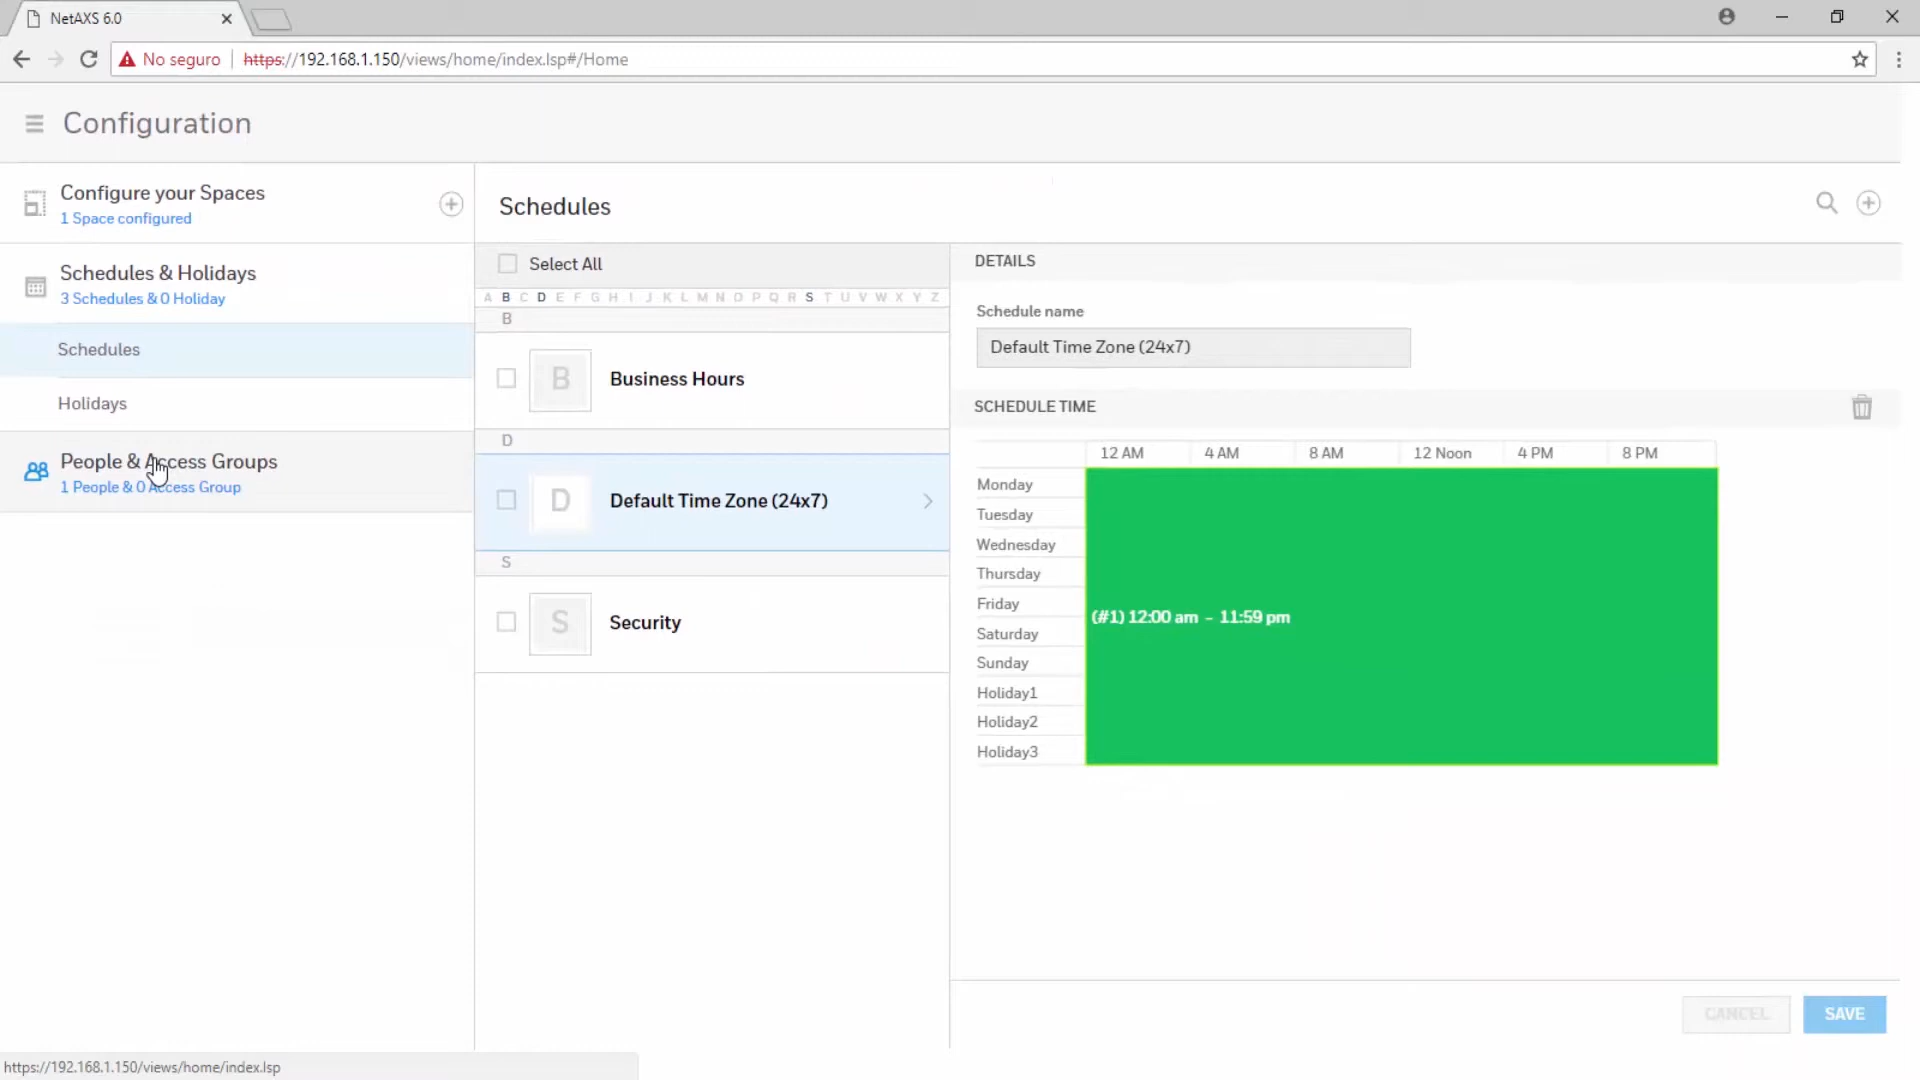 NetAXS 6.0
No seguro
https://192.168.1.150/views/home/index.lsp#/Home
Configuration
Configure your Spaces
1 Space configured
Schedules & Holidays
3 Schedules & 0 Holiday
Schedules
Holidays
People & Access Groups
1 People & 0 Access Group
Schedules
Select All
A B C D E F G H I J K L M N O P Q R S T U V W X Y Z
B
B
Business Hours
D
D
Default Time Zone (24x7)
S
S
Security
DETAILS
Schedule name
Default Time Zone (24x7)
SCHEDULE TIME
12 AM 4 AM 8 AM 12 Noon 4 PM 8 PM
Monday
Tuesday
Wednesday
Thursday
Friday
(#1) 12:00 am - 11:59 pm
Saturday
Sunday
Holiday1
Holiday2
Holiday3
CANCEL
SAVE
https://192.168.1.150/views/home/index.lsp